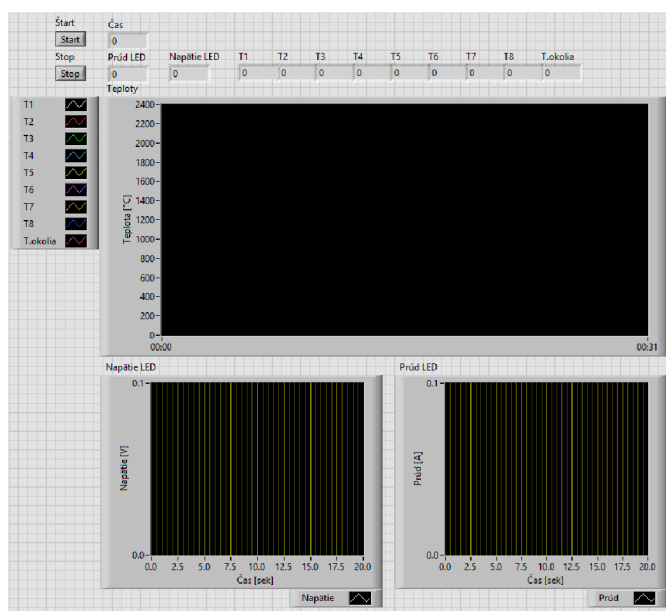 Štart
Čas
Start
0
Stop
Prúd LED
Napätie LED
T1 T2 T3 T4 T5 T6 T7 T8 T.okolia
Stop
0
0
0 0 0 0 0 0 0 0 0
Teploty
T1
T2
T3
T4
T5
T6
T7
T8
T.okolia
Teplota [°C]
2400
2200
2000
1800
1600
1400
1200
1000
800
600
400
200
0
00:00 00:31
Napätie LED
Napätie [V]
0.1
0.0
0.0 2.5 5.0 7.5 10.0 12.5 15.0 17.5 20.0
Čas [sek]
Napätie
Prúd LED
Prúd [A]
0.1
0.0
0.0 2.5 5.0 7.5 10.0 12.5 15.0 17.5 20.0
Čas [sek]
Prúd